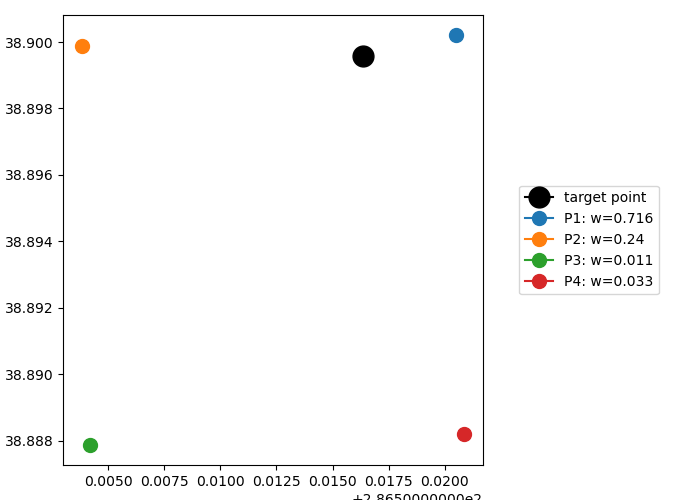 38.900
38.898
38.896
38.894
38.892
38.890
38.888
0.0050 0.0075 0.0100 0.0125 0.0150 0.0175 0.0200
+2.8650000000e2
target point
P1: w=0.716
P2: w=0.24
P3: w=0.011
P4: w=0.033